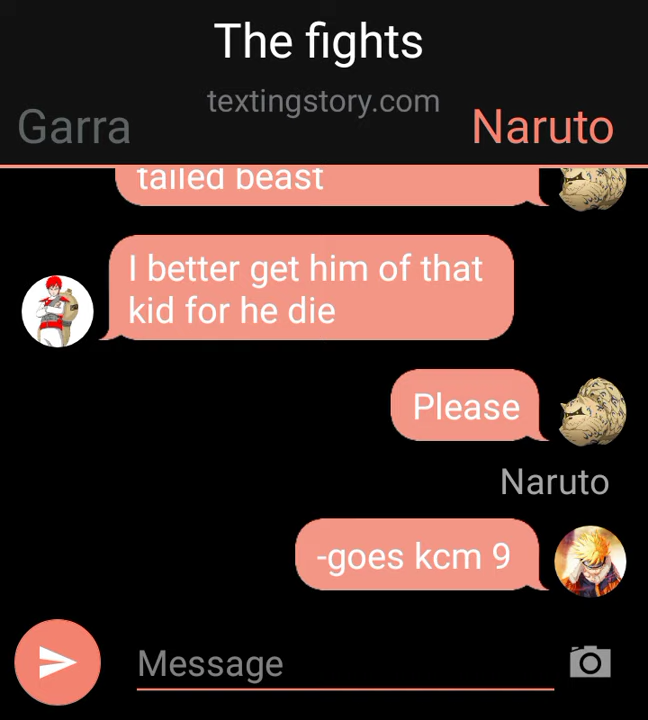 The fights
textingstory.com
Garra
Naruto
tailed beast
I better get him of that
kid for he die
Please
Naruto
-goes kcm 9
Message